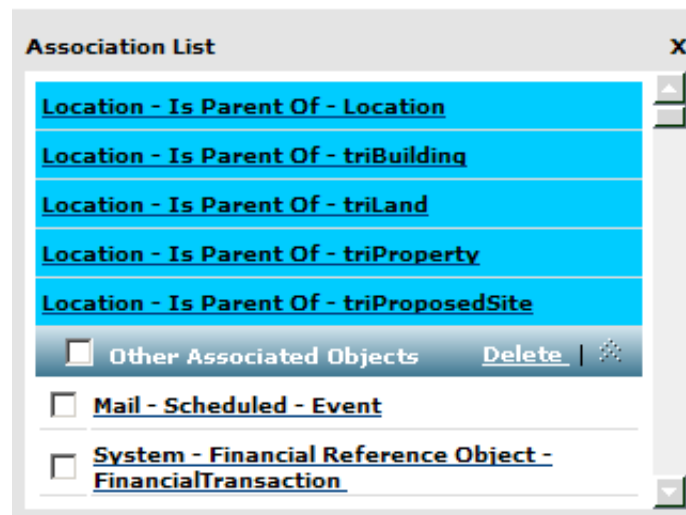 Association List X
Location - Is Parent Of - Location
Location - Is Parent Of - triBuilding
Location - Is Parent Of - triLand
Location - Is Parent Of - triProperty
Location - Is Parent Of - triProposedSite
Other Associated Objects Delete |
Mail - Scheduled - Event
System - Financial Reference Object -
FinancialTransaction